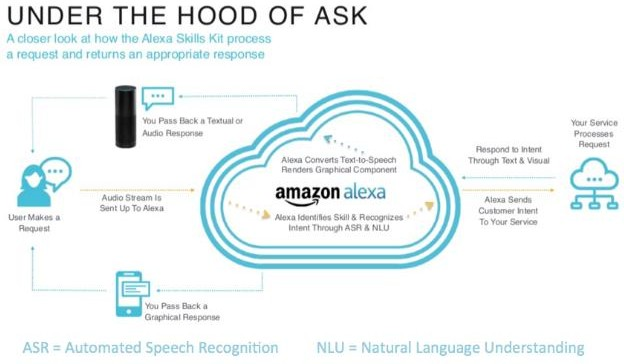 UNDER THE HOOD OF ASK
A closer look at how the Alexa Skills Kit process
a request and returns an appropriate response
You Pass Back a Textual or
Audio Response
User Makes a
Request
Audio Stream Is
Sent Up To Alexa
Alexa Converts Text-to-Speech
Renders Graphical Component
amazon alexa
Alexa Identifies Skill & Recognizes
Intent Through ASR & NLU
Respond to Intent
Through Text & Visual
Alexa Sends
Customer Intent
To Your Service
Your Service
Processes
Request
You Pass Back a
Graphical Response
ASR = Automated Speech Recognition
NLU = Natural Language Understanding